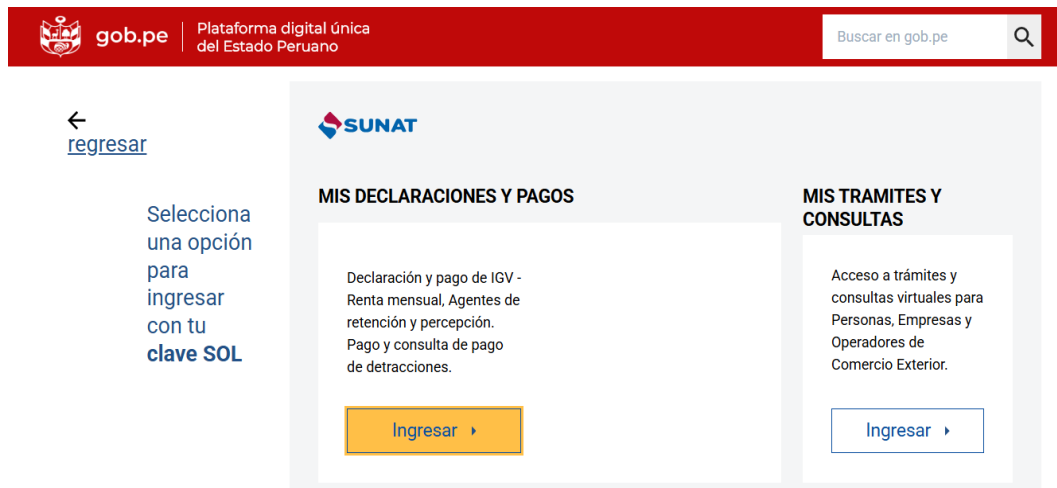 gob.pe
Plataforma digital única
del Estado Peruano
Buscar en gob.pe
regresar
Selecciona
una opción
para
ingresar
con tu
clave SOL
SUNAT
MIS DECLARACIONES Y PAGOS
Declaración y pago de IGV -
Renta mensual, Agentes de
retención y percepción.
Pago y consulta de pago
de detracciones.
Ingresar
MIS TRAMITES Y
CONSULTAS
Acceso a trámites y
consultas virtuales para
Personas, Empresas y
Operadores de
Comercio Exterior.
Ingresar